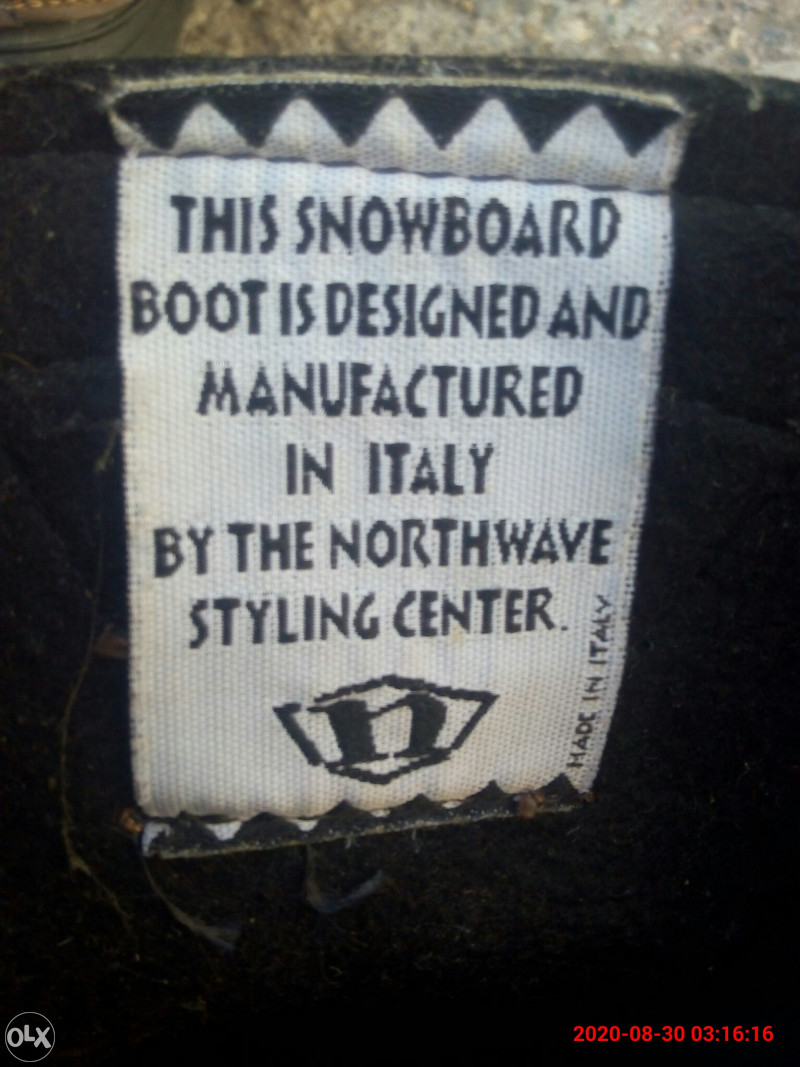 THIS SNOWBOARD
BOOT IS DESIGNED AND
MANUFACTURED
IN ITALY
BY THE NORTHWAVE
STYLING CENTER.
MADE IN ITALY
n
OLX
2020-08-30 03:16:16